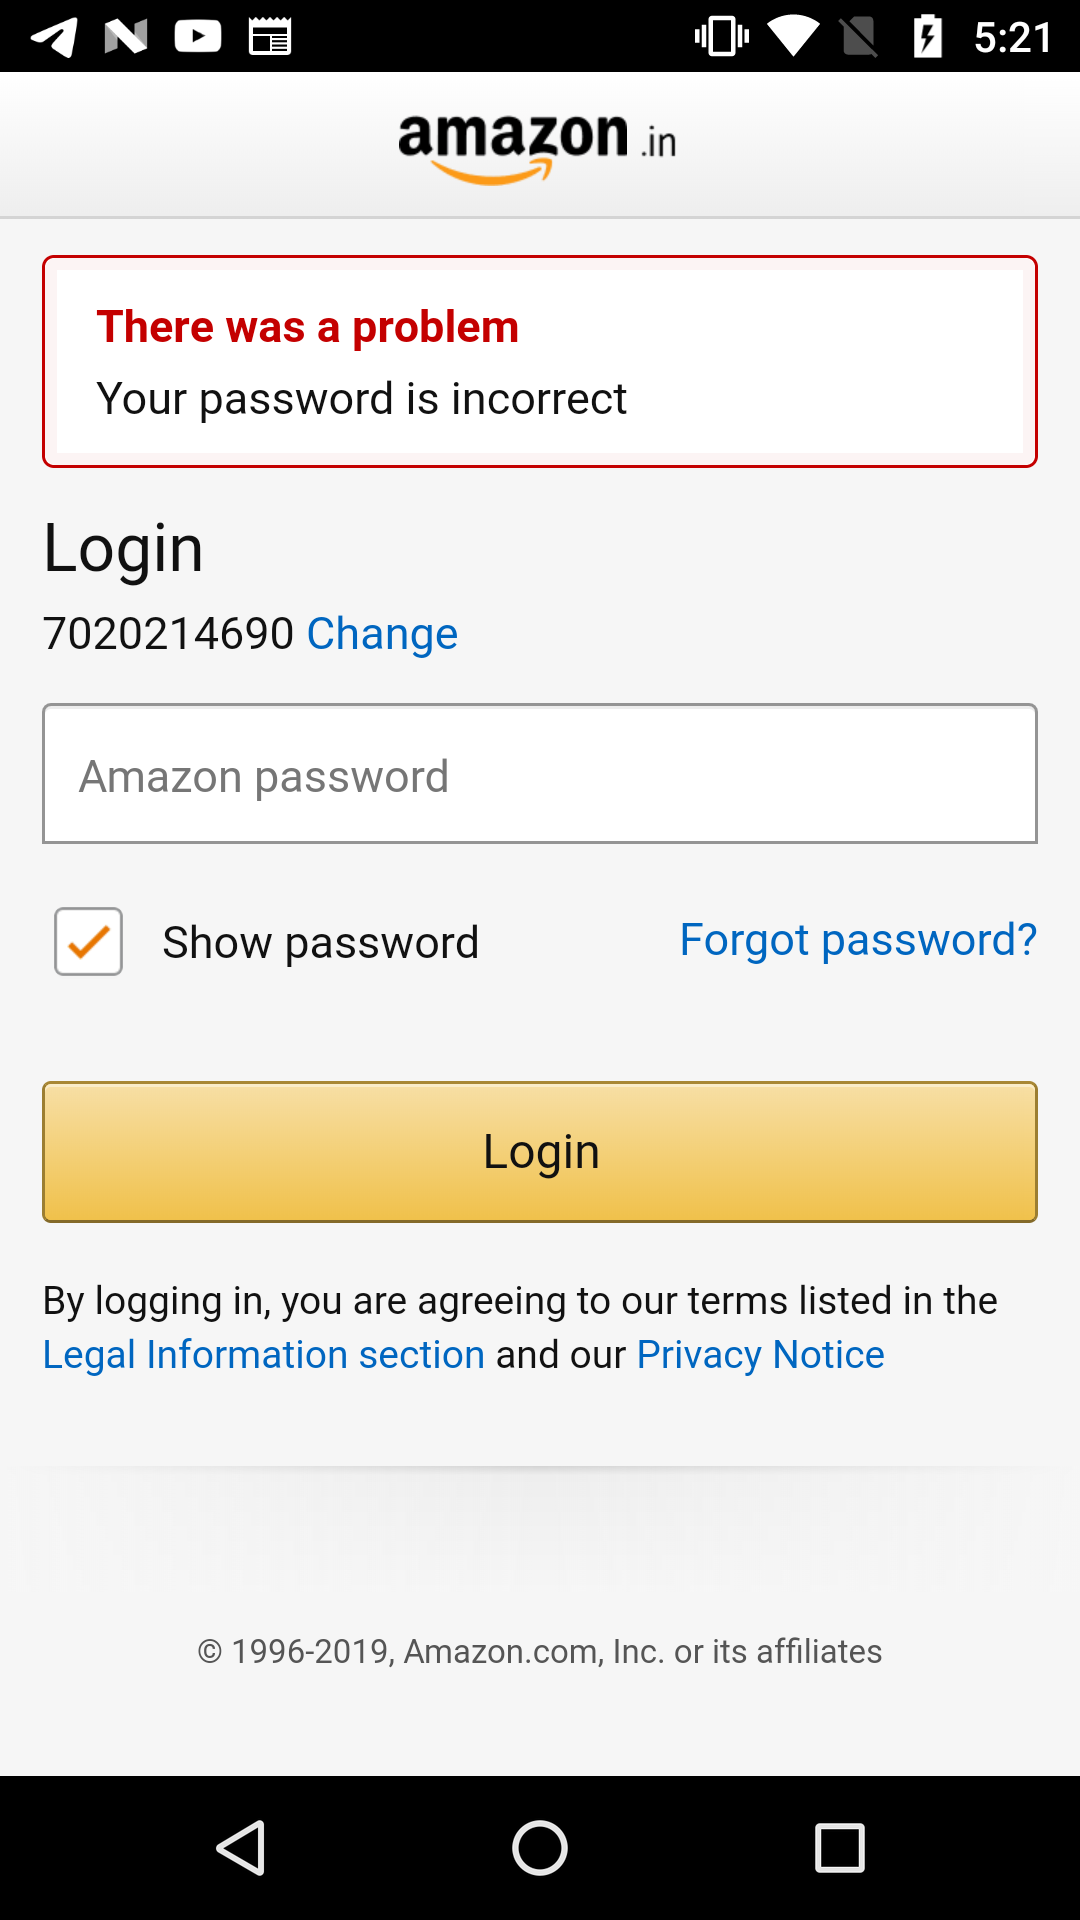 5:21
amazon.in
There was a problem
Your password is incorrect
Login
7020214690 Change
Amazon password
Show password
Forgot password?
Login
By logging in, you are agreeing to our terms listed in the
Legal Information section and our Privacy Notice
© 1996-2019, Amazon.com, Inc. or its affiliates